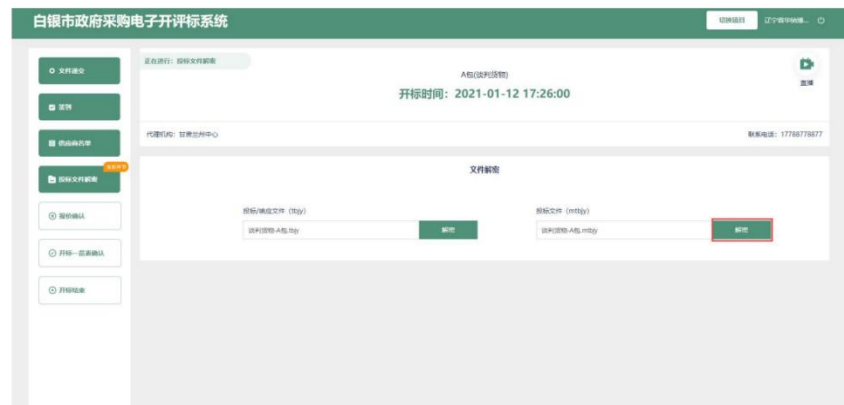 白银市政府采购电子开评标系统
切换项目
文件递交
签到
供应商名单
投标文件解密
报价确认
开标一览表确认
开标结束
正在进行：投标文件解密
A包(谈判货物)
开标时间：2021-01-12 17:26:00
直播
代理机构：甘肃兰州中心
联系电话：17788778877
文件解密
投标/响应文件（tbjy）
谈判货物-A包.tbjy
解密
投标文件（mtbjy）
谈判货物-A包.mtbjy
解密